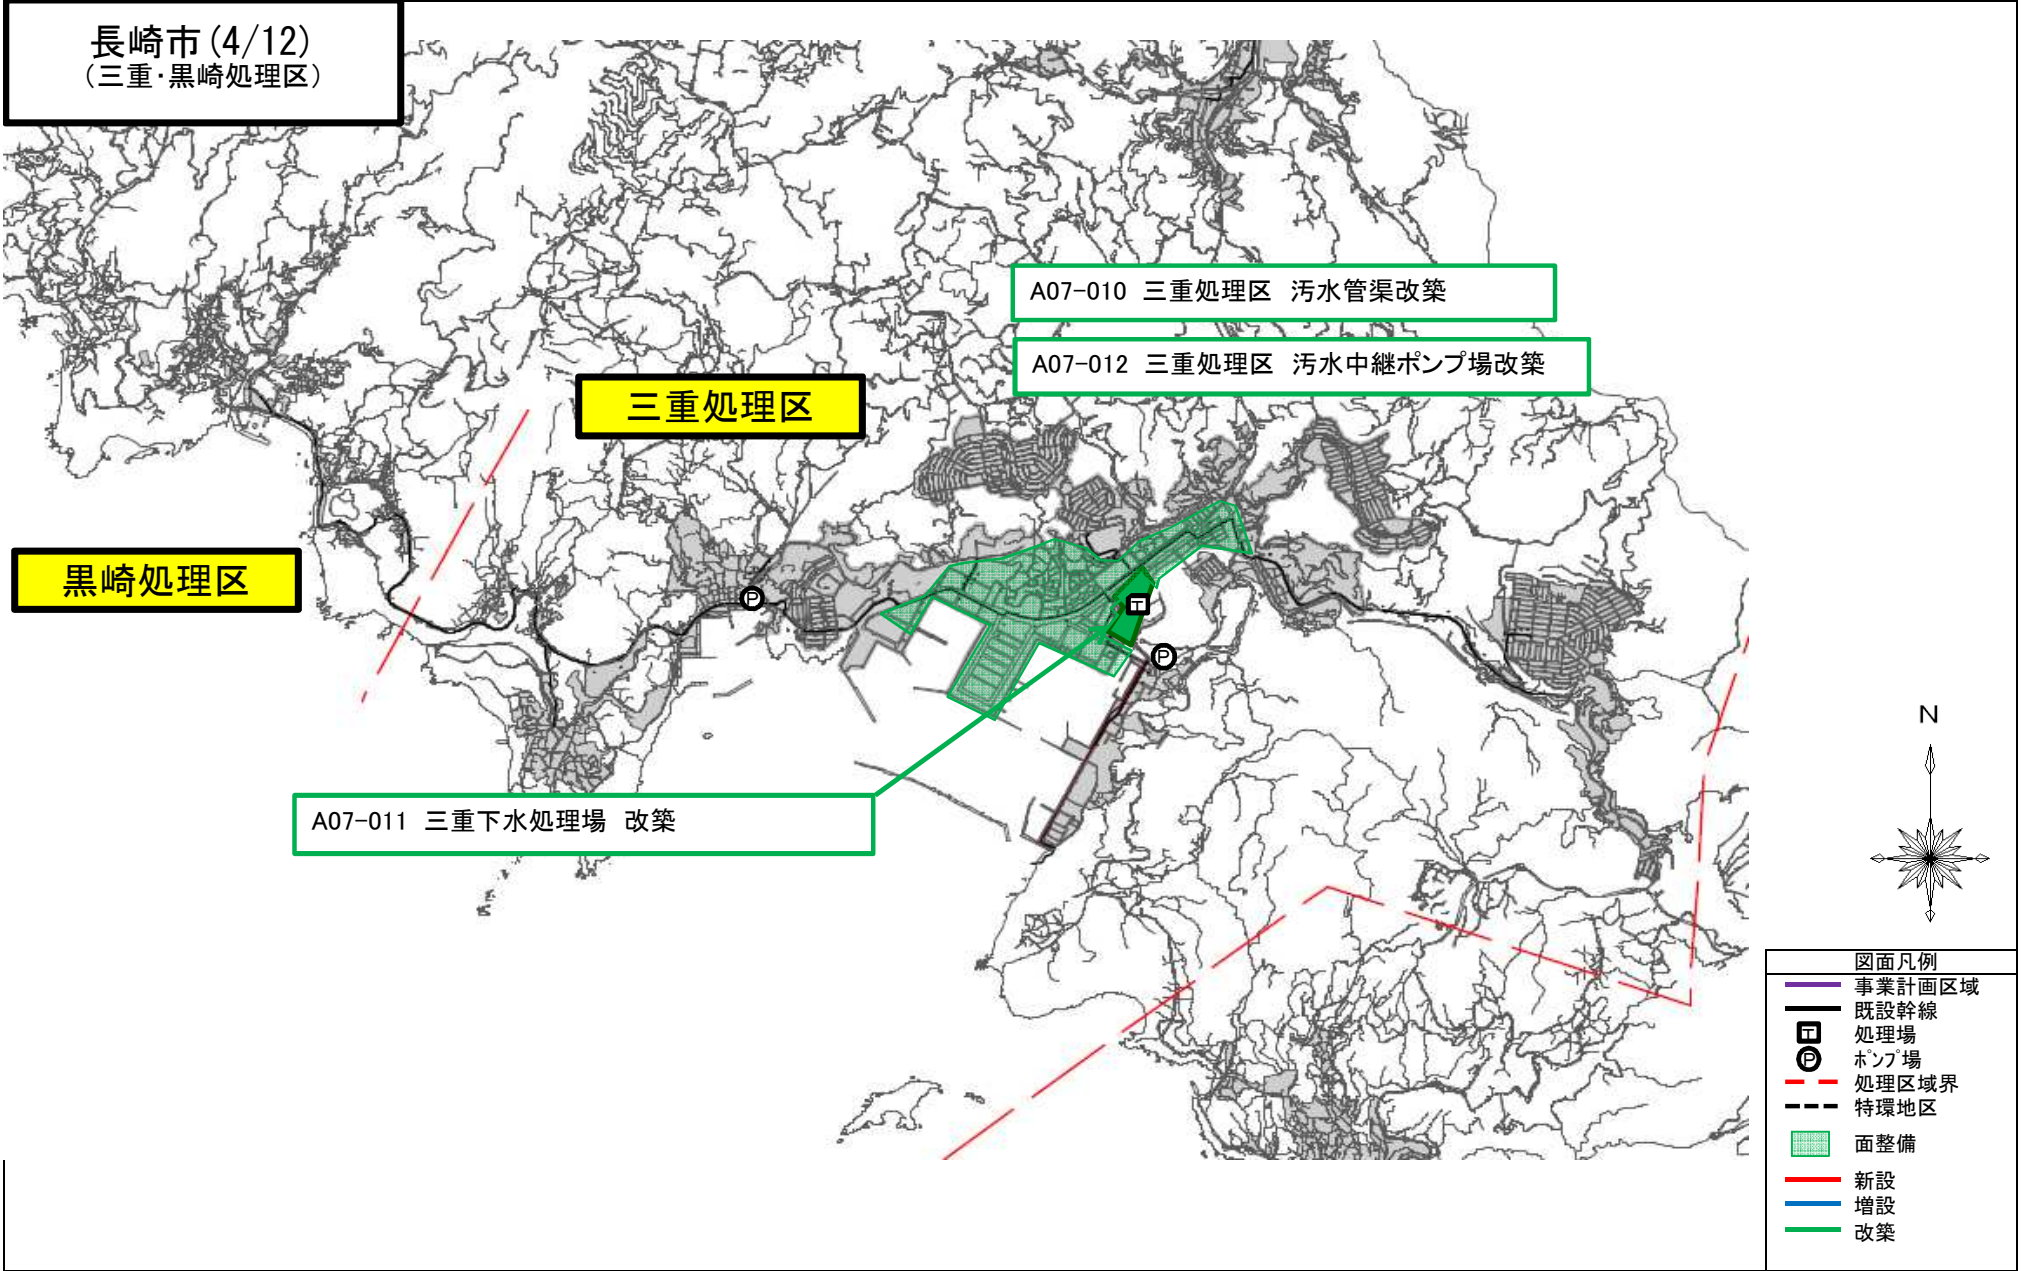 長崎市(4/12)
(三重・黒崎処理区)
A07-010 三重処理区 汚水管渠改築
A07-012 三重処理区 汚水中継ポンプ場改築
三重処理区
黒崎処理区
P
T
P
A07-011 三重下水処理場 改築
N
図面凡例
事業計画区域
既設幹線
T 処理場
P ポンプ場
処理区域界
特環地区
面整備
新設
増設
改築